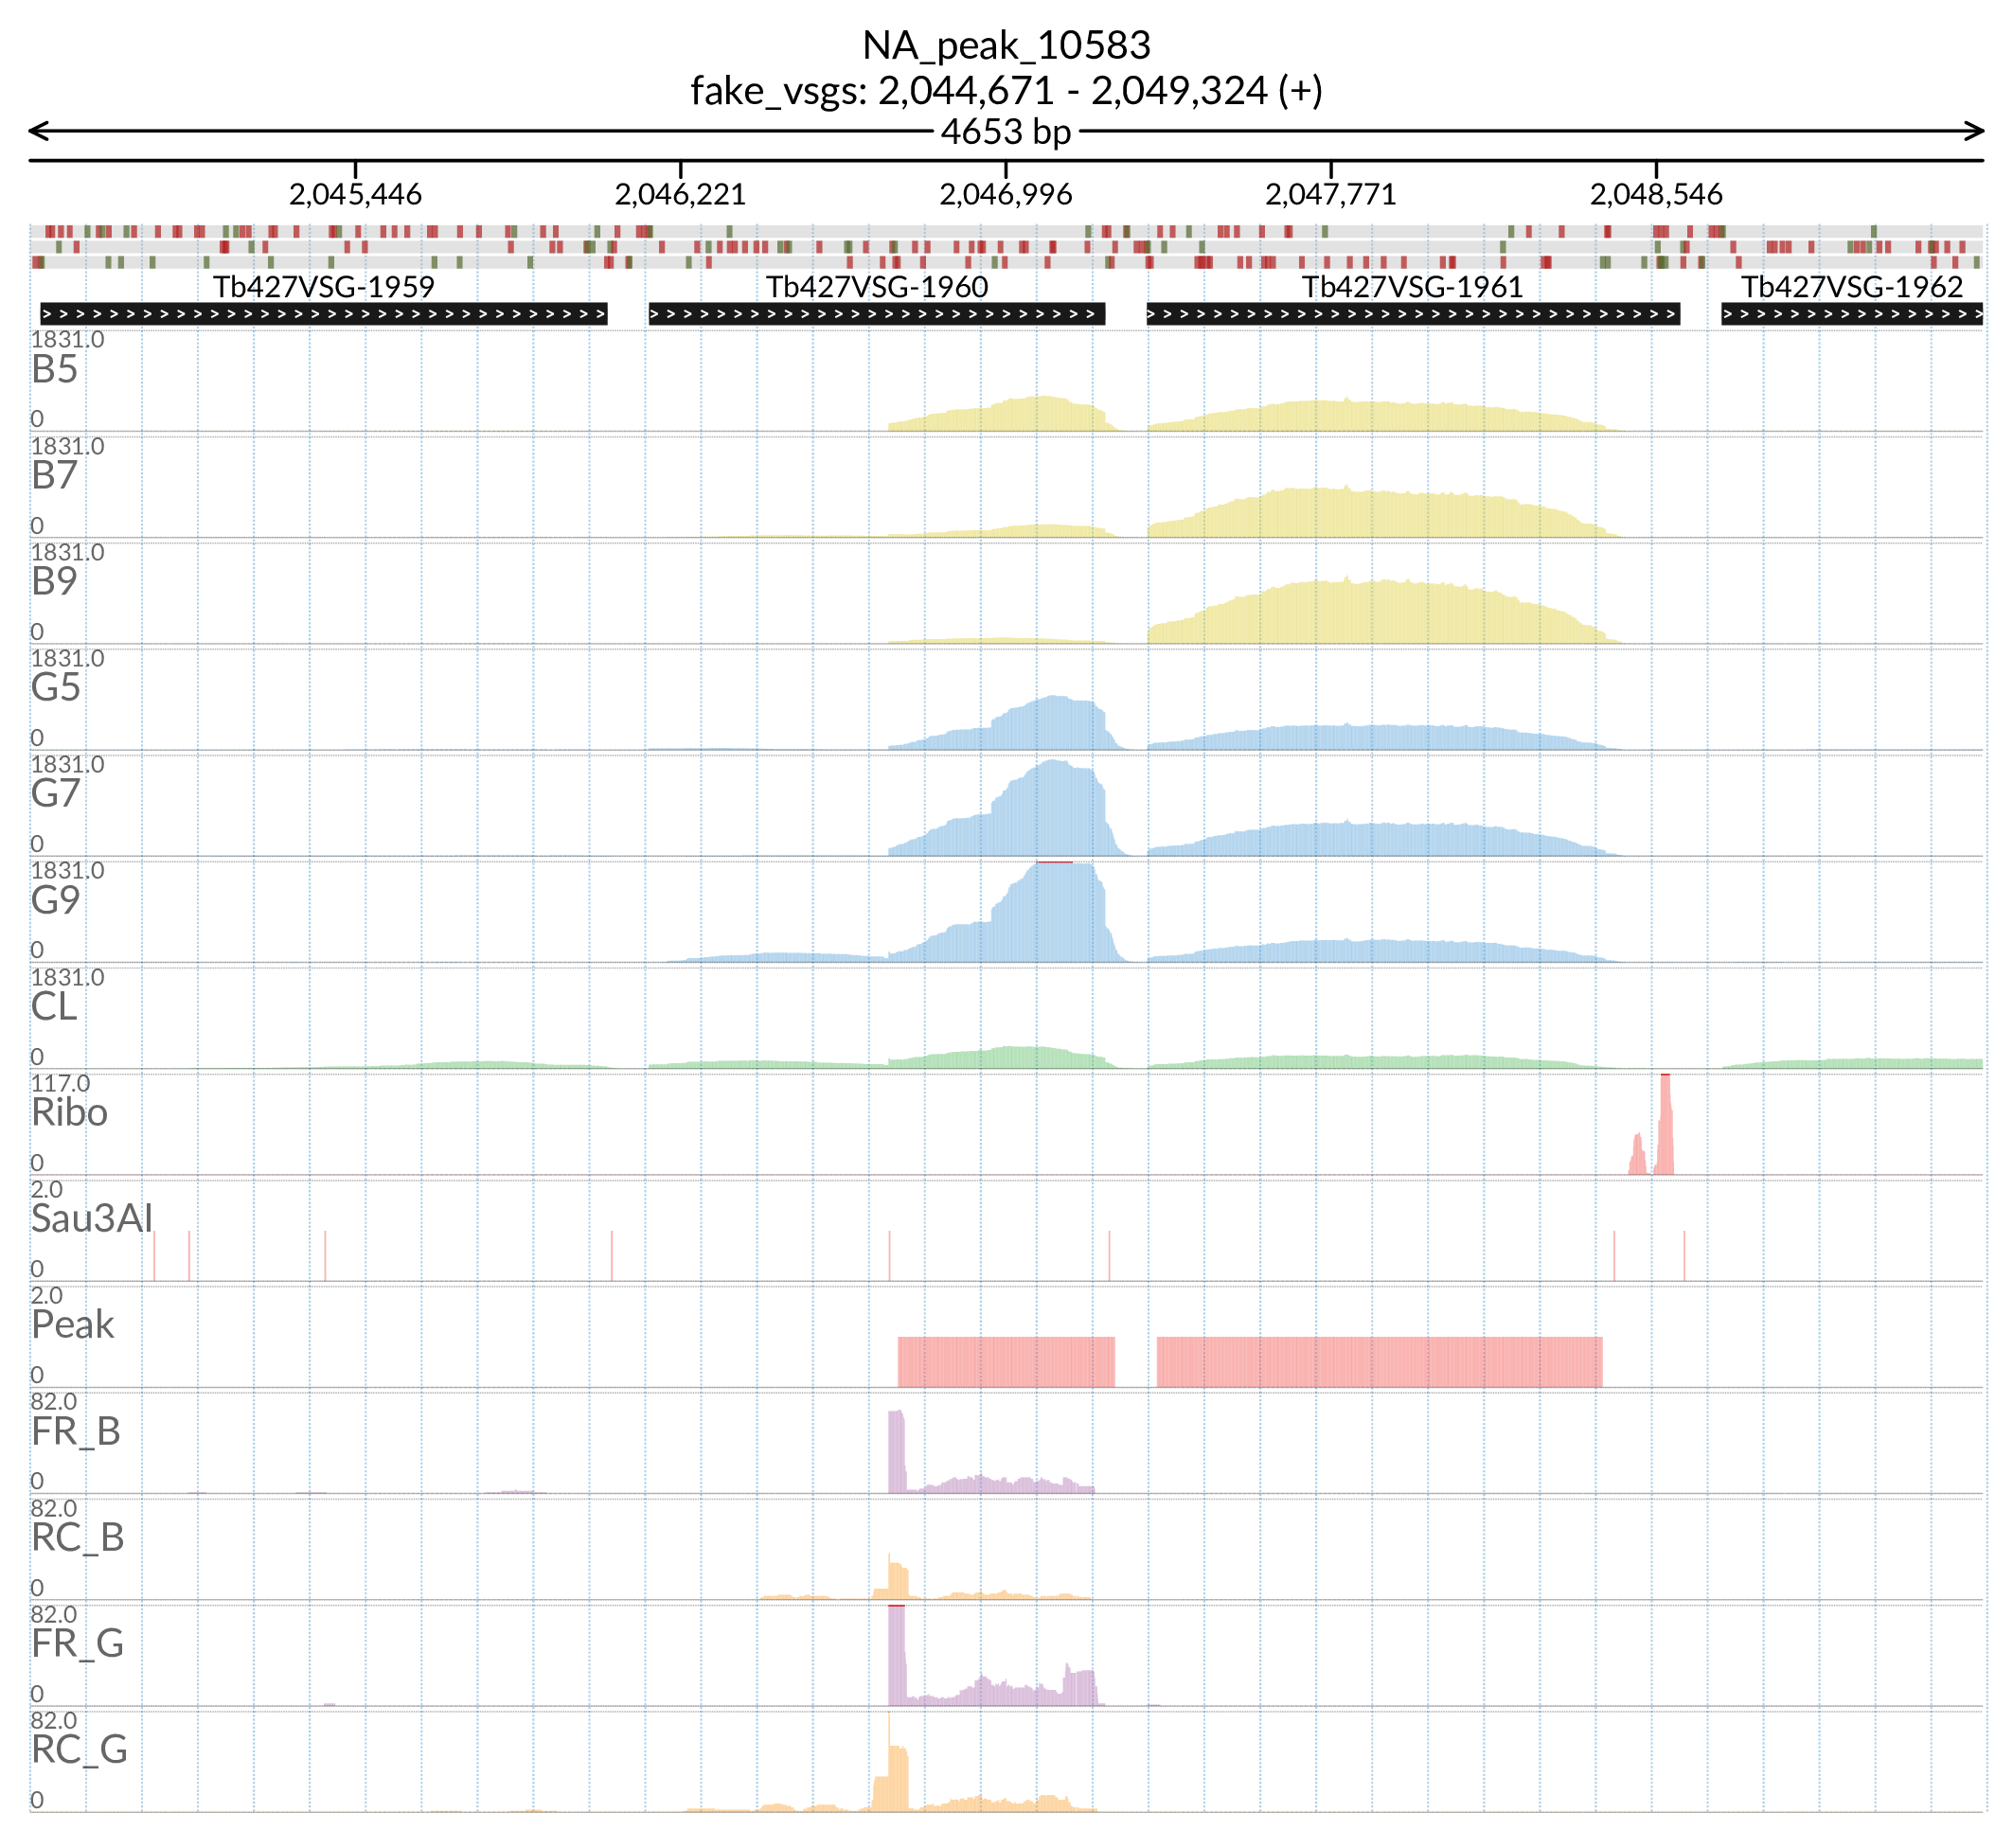 NA_peak_10583
fake_vsgs: 2,044,671 - 2,049,324 (+)
4653 bp
2,045,446 2,046,221 2,046,996 2,047,771 2,048,546
Tb427VSG-1959 Tb427VSG-1960 Tb427VSG-1961 Tb427VSG-1962
1831.0
B5
0
1831.0
B7
0
1831.0
B9
0
1831.0
G5
0
1831.0
G7
0
1831.0
G9
0
1831.0
CL
0
117.0
Ribo
0
2.0
Sau3AI
0
2.0
Peak
0
82.0
FR_B
0
82.0
RC_B
0
82.0
FR_G
0
82.0
RC_G
0